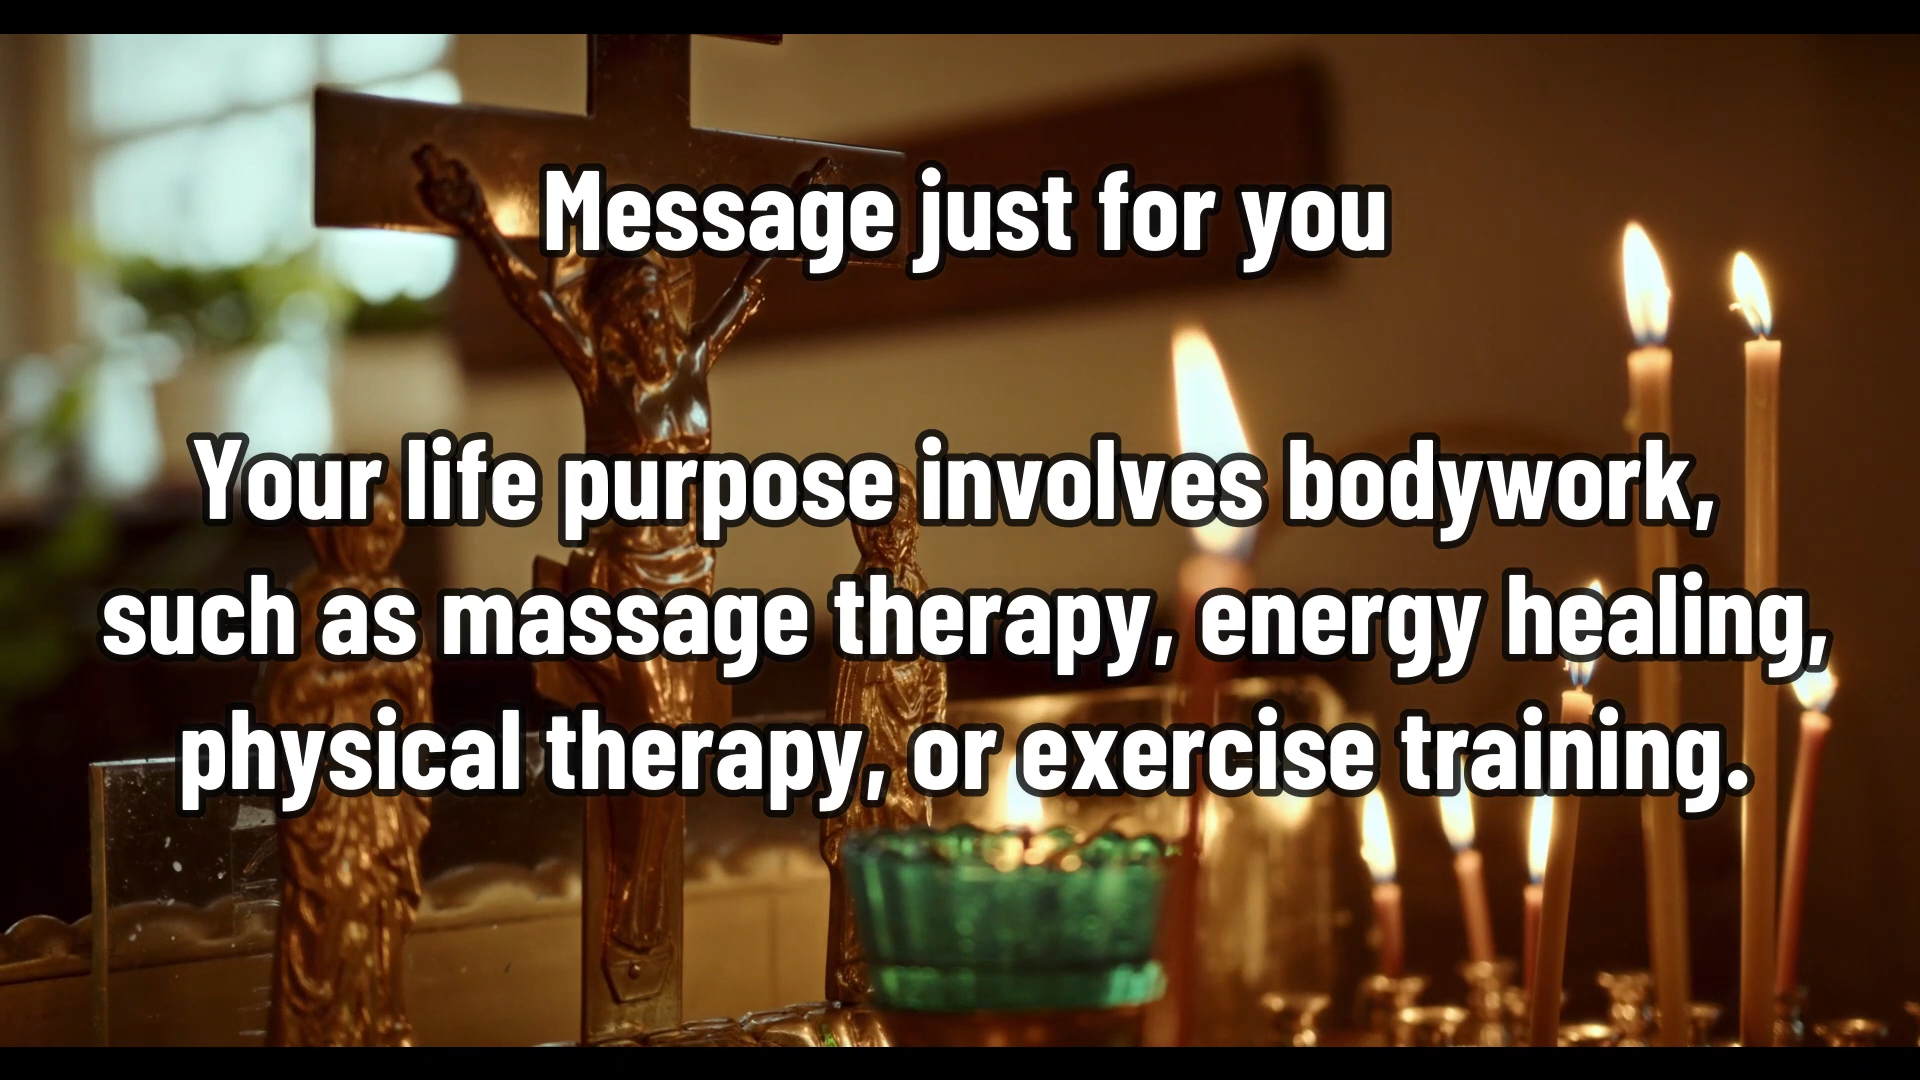 Message just for you
Your life purpose involves bodywork,
such as massage therapy, energy healing,
physical therapy, or exercise training.